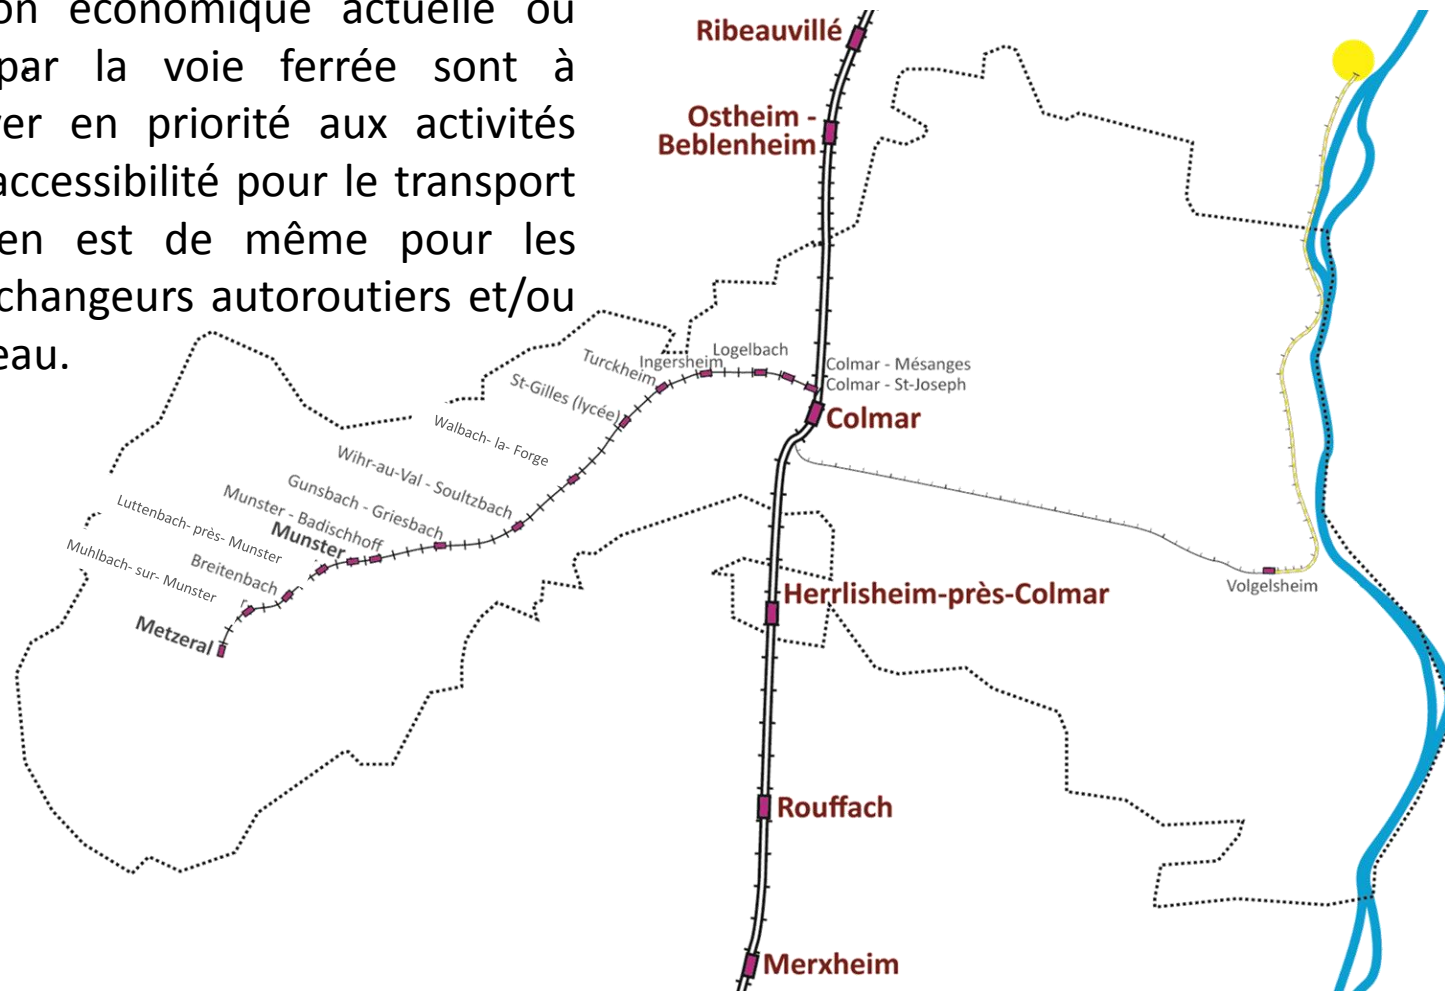 on économique actuelle ou
par la voie ferrée sont à
er en priorité aux activités
accessibilité pour le transport
en est de même pour les
changeurs autoroutiers et/ou
eau.
Ribeauvillé
Ostheim -
Beblenheim
Logelbach
Ingersheim
Turckheim
Colmar - Mésanges
Colmar - St-Joseph
St-Gilles (lycée)
Colmar
Walbach- la- Forge
Wihr-au-Val - Soultzbach
Gunsbach - Griesbach
Munster - Badischhoff
Munster
Luttenbach- près- Munster
Breitenbach
Muhlbach- sur- Munster
Metzeral
Volgelsheim
Herrlisheim-près-Colmar
Rouffach
Merxheim